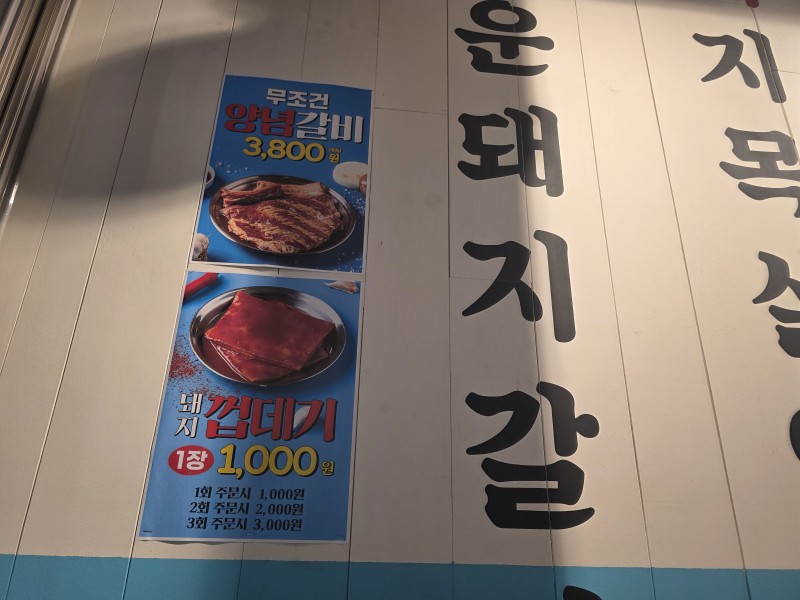 무조건
양념갈비
3,800원
돼지 껍데기
1장 1,000원
1회 주문시 1,000원
2회 주문시 2,000원
3회 주문시 3,000원
운돼지갈
지목살